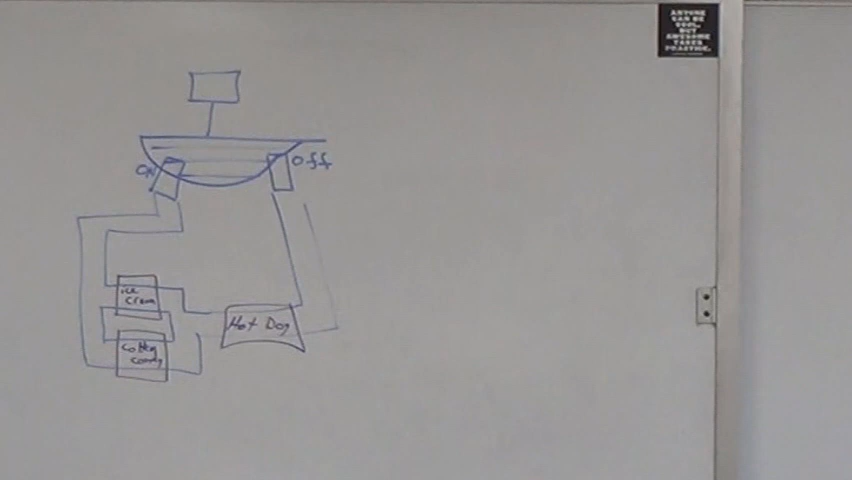 ANYONE
CAN BE
COOL,
BUT
AWESOME
TAKES
PRACTICE.
ON
Off
ice
cream
Hot Dog
Cotton
candy